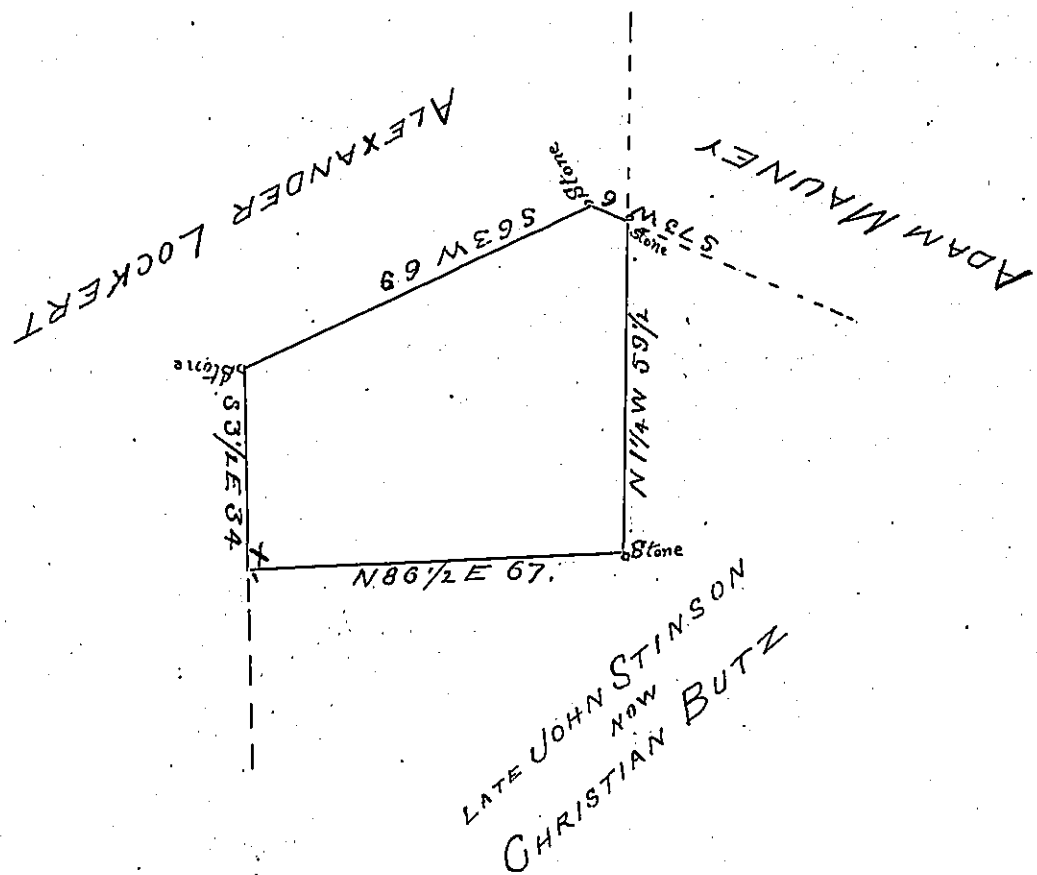 ALEXANDER LOCKERT
ADAM MAUNEY
Stone
6
S 73 W
Stone
S 63 W 69
Stone
S 3 1/2 E 34
N 1 1/4 W 59 1/2
X
N 86 1/2 E 67.
Stone
LATE JOHN STINSON
NOW
CHRISTIAN BUTZ